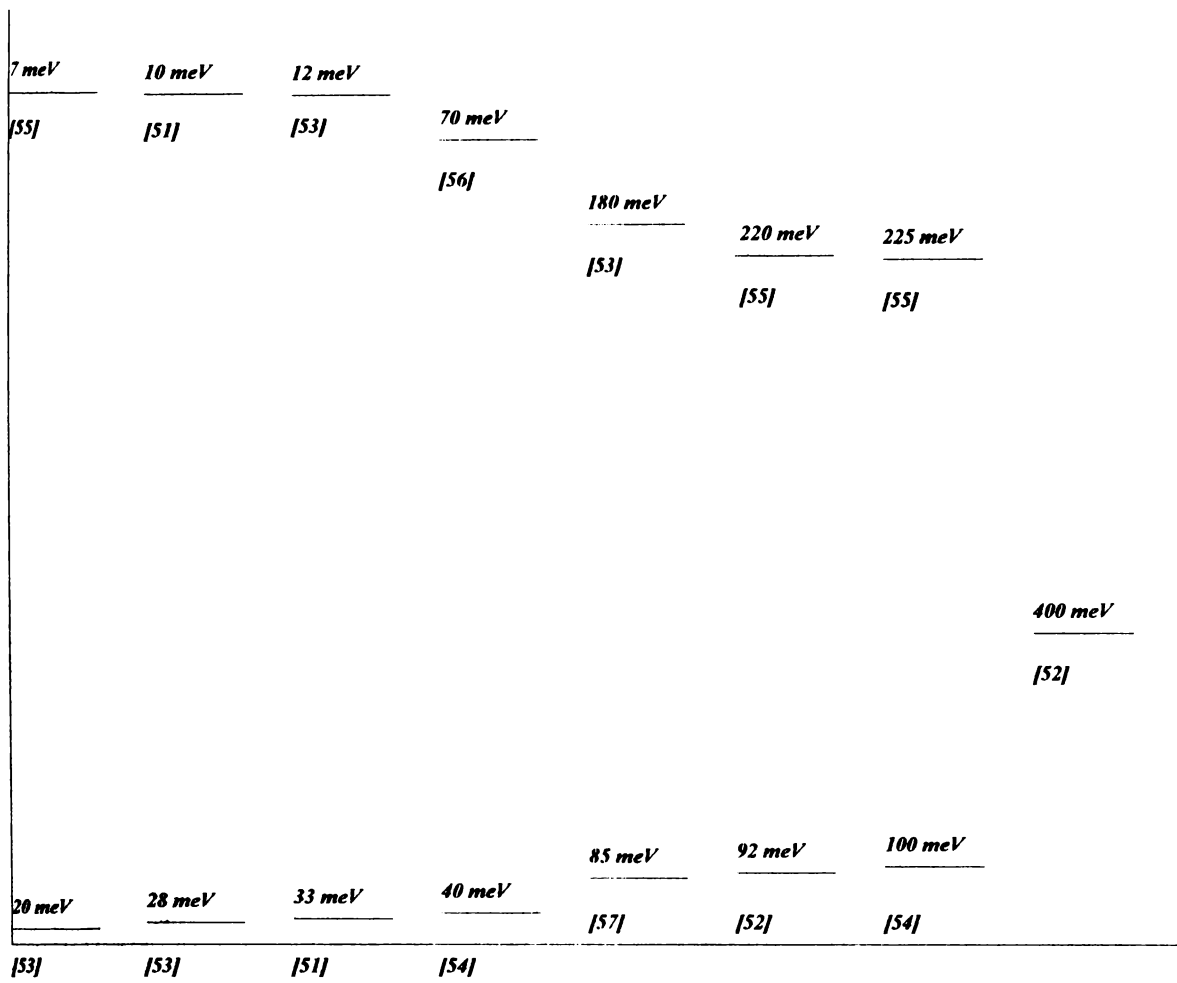 7 meV 10 meV 12 meV
[55] [51] [53]
70 meV
[56]
180 meV
[53]
220 meV 225 meV
[55] [55]
400 meV
[52]
85 meV 92 meV 100 meV
20 meV 28 meV 33 meV 40 meV
[57] [52] [54]
[53] [53] [51] [54]